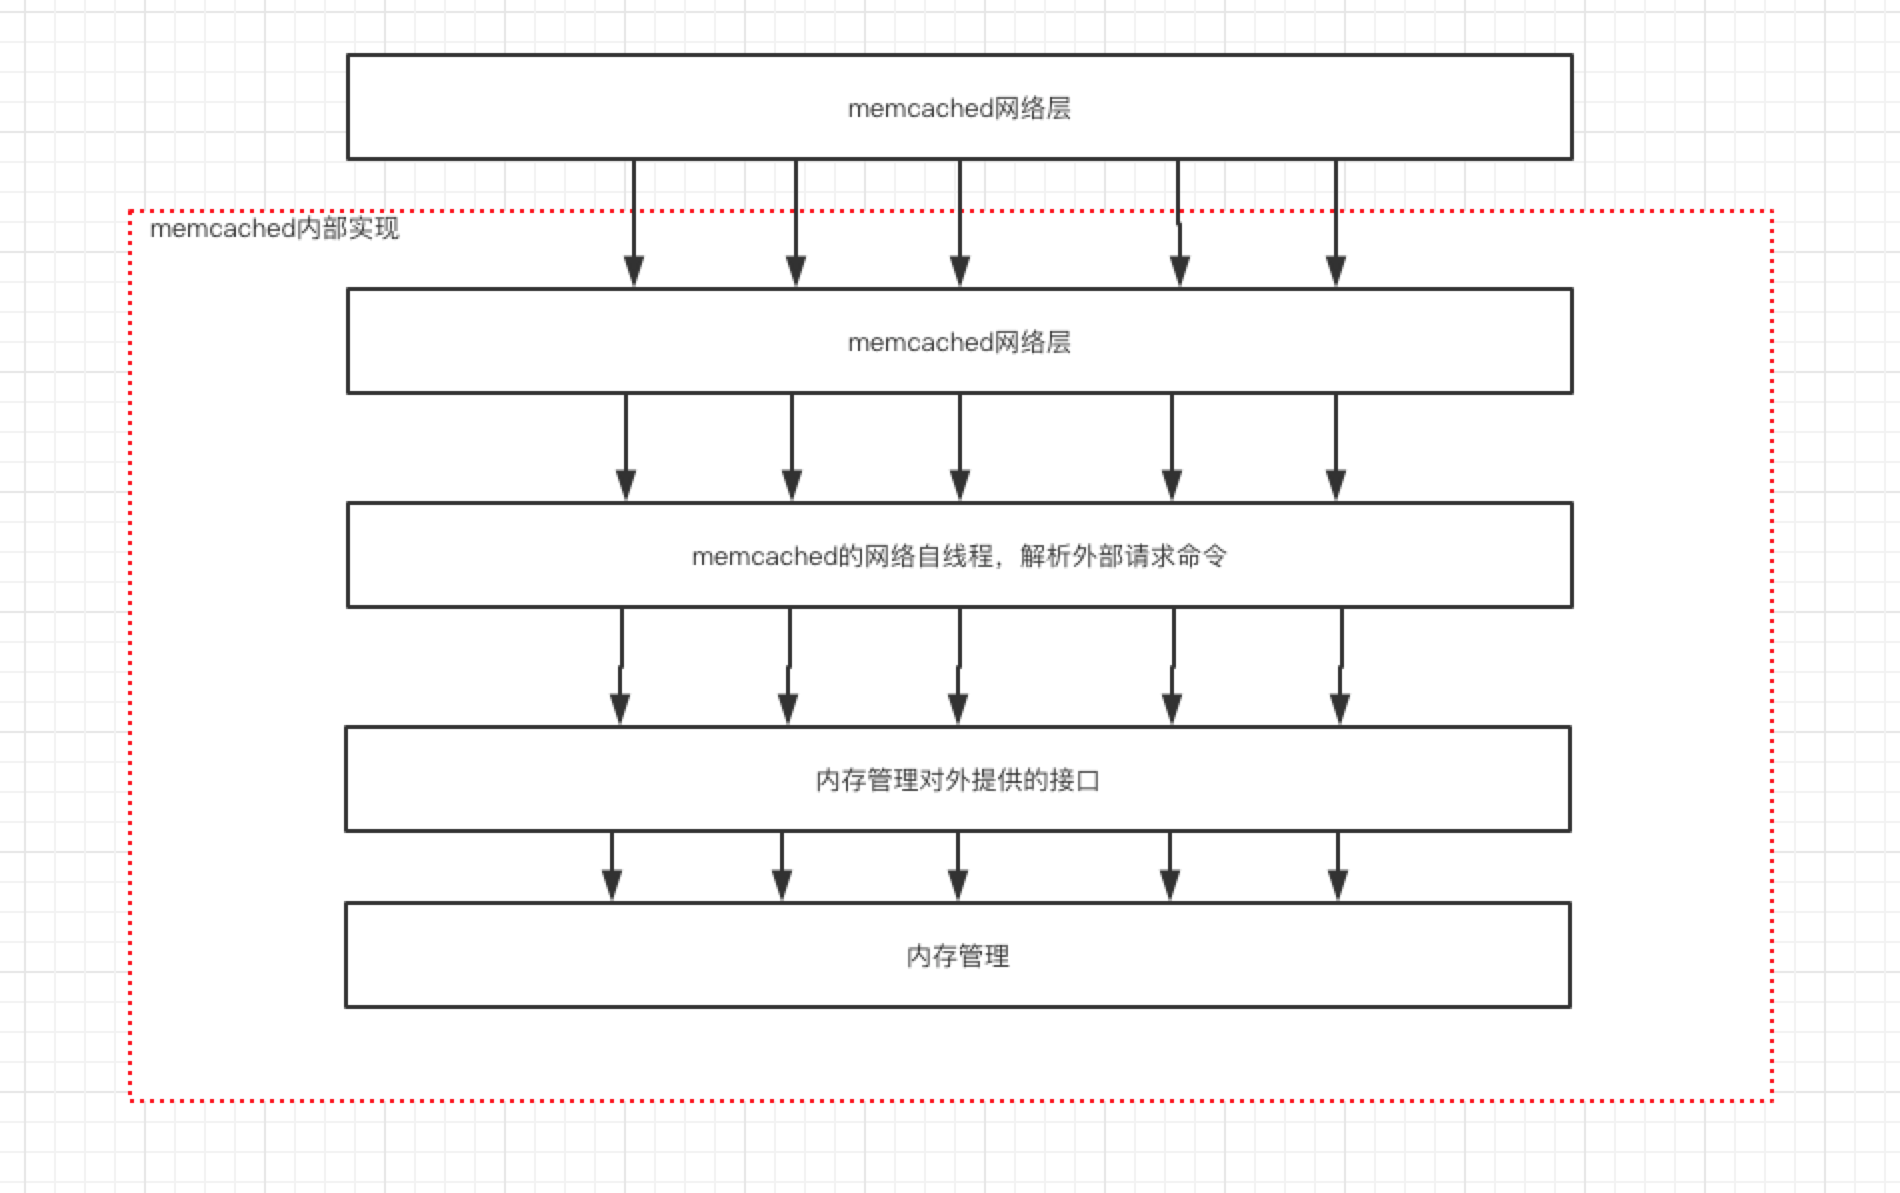 memcached网络层
memcached内部实现
memcached网络层
memcached的网络自线程，解析外部请求命令
内存管理对外提供的接口
内存管理